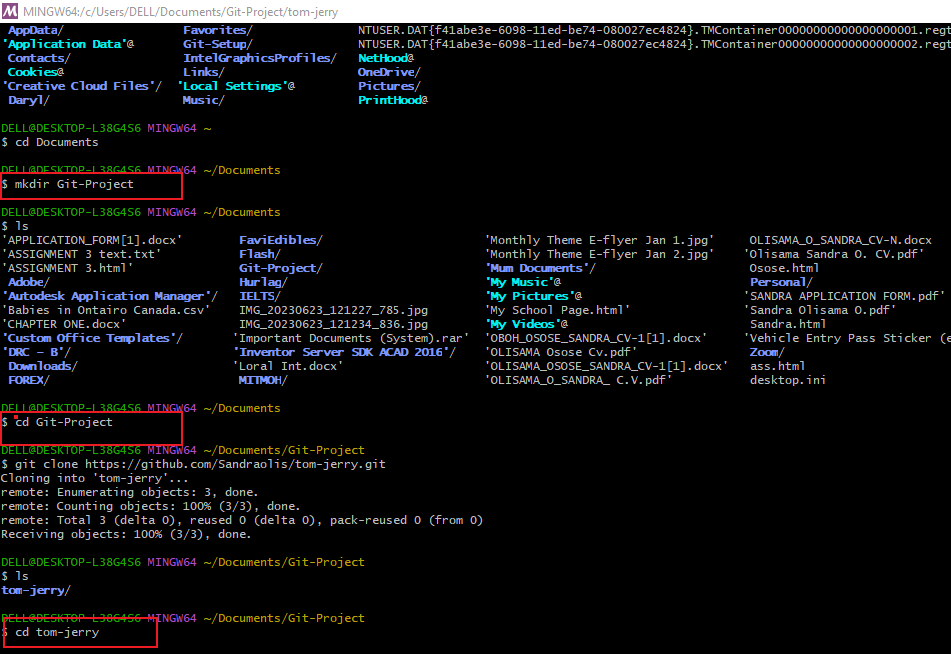 MINGW64:/c/Users/DELL/Documents/Git-Project/tom-jerry
AppData/ Favorites/ NTUSER.DAT{f41abe3e-6098-11ed-be74-080027ec4824}.TMContainer00000000000000000001.regt
'Application Data'@ Git-Setup/ NTUSER.DAT{f41abe3e-6098-11ed-be74-080027ec4824}.TMContainer00000000000000000002.regt
Contacts/ IntelGraphicsProfiles/ NetHood@
Cookies@ Links/ OneDrive/
'Creative Cloud Files'/ 'Local Settings'@ Pictures/
Daryl/ Music/ PrintHood@
DELL@DESKTOP-L38G4S6 MINGW64 ~
$ cd Documents
DELL@DESKTOP-L38G4S6 MINGW64 ~/Documents
$ mkdir Git-Project
DELL@DESKTOP-L38G4S6 MINGW64 ~/Documents
$ ls
'APPLICATION_FORM[1].docx' FaviEdibles/ 'Monthly Theme E-flyer Jan 1.jpg' OLISAMA_O_SANDRA_CV-N.docx
'ASSIGNMENT 3 text.txt' Flash/ 'Monthly Theme E-flyer Jan 2.jpg' 'Olisama Sandra O. CV.pdf'
'ASSIGNMENT 3.html' Git-Project/ 'Mum Documents'/ Osose.html
Adobe/ Hurlag/ 'My Music'@ Personal/
'Autodesk Application Manager'/ IELTS/ 'My Pictures'@ 'SANDRA APPLICATION FORM.pdf'
'Babies in Ontairo Canada.csv' IMG_20230623_121227_785.jpg 'My School Page.html' 'Sandra Olisama O.pdf'
'CHAPTER ONE.docx' IMG_20230623_121234_836.jpg 'My Videos'@ Sandra.html
'Custom Office Templates'/ 'Important Documents (System).rar' 'OBOH_OSOSE_SANDRA_CV-1[1].docx' 'Vehicle Entry Pass Sticker (e
'DRC - B'/ 'Inventor Server SDK ACAD 2016'/ 'OLISAMA Osose Cv.pdf' Zoom/
Downloads/ 'Loral Int.docx' 'OLISAMA_OSOSE_SANDRA_CV-1[1].docx' ass.html
FOREX/ MITMOH/ 'OLISAMA_O_SANDRA_ C.V.pdf' desktop.ini
DELL@DESKTOP-L38G4S6 MINGW64 ~/Documents
$ cd Git-Project
DELL@DESKTOP-L38G4S6 MINGW64 ~/Documents/Git-Project
$ git clone https://github.com/Sandraolis/tom-jerry.git
Cloning into 'tom-jerry'...
remote: Enumerating objects: 3, done.
remote: Counting objects: 100% (3/3), done.
remote: Total 3 (delta 0), reused 0 (delta 0), pack-reused 0 (from 0)
Receiving objects: 100% (3/3), done.
DELL@DESKTOP-L38G4S6 MINGW64 ~/Documents/Git-Project
$ ls
tom-jerry/
DELL@DESKTOP-L38G4S6 MINGW64 ~/Documents/Git-Project
$ cd tom-jerry